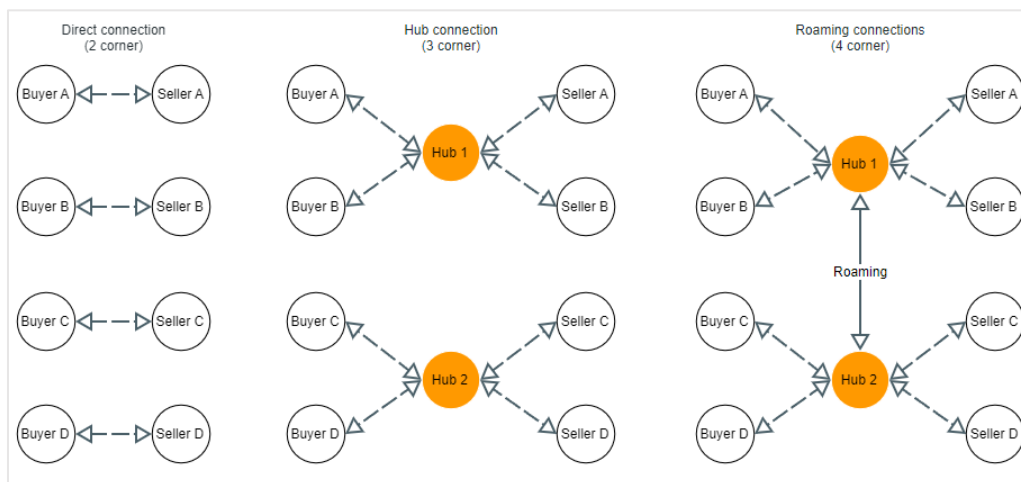 Direct connection
(2 corner)
Hub connection
(3 corner)
Roaming connections
(4 corner)
Buyer A
Seller A
Buyer B
Seller B
Buyer C
Seller C
Buyer D
Seller D
Buyer A
Seller A
Hub 1
Buyer B
Seller B
Buyer C
Seller C
Hub 2
Buyer D
Seller D
Buyer A
Seller A
Hub 1
Buyer B
Seller B
Roaming
Buyer C
Seller C
Hub 2
Buyer D
Seller D